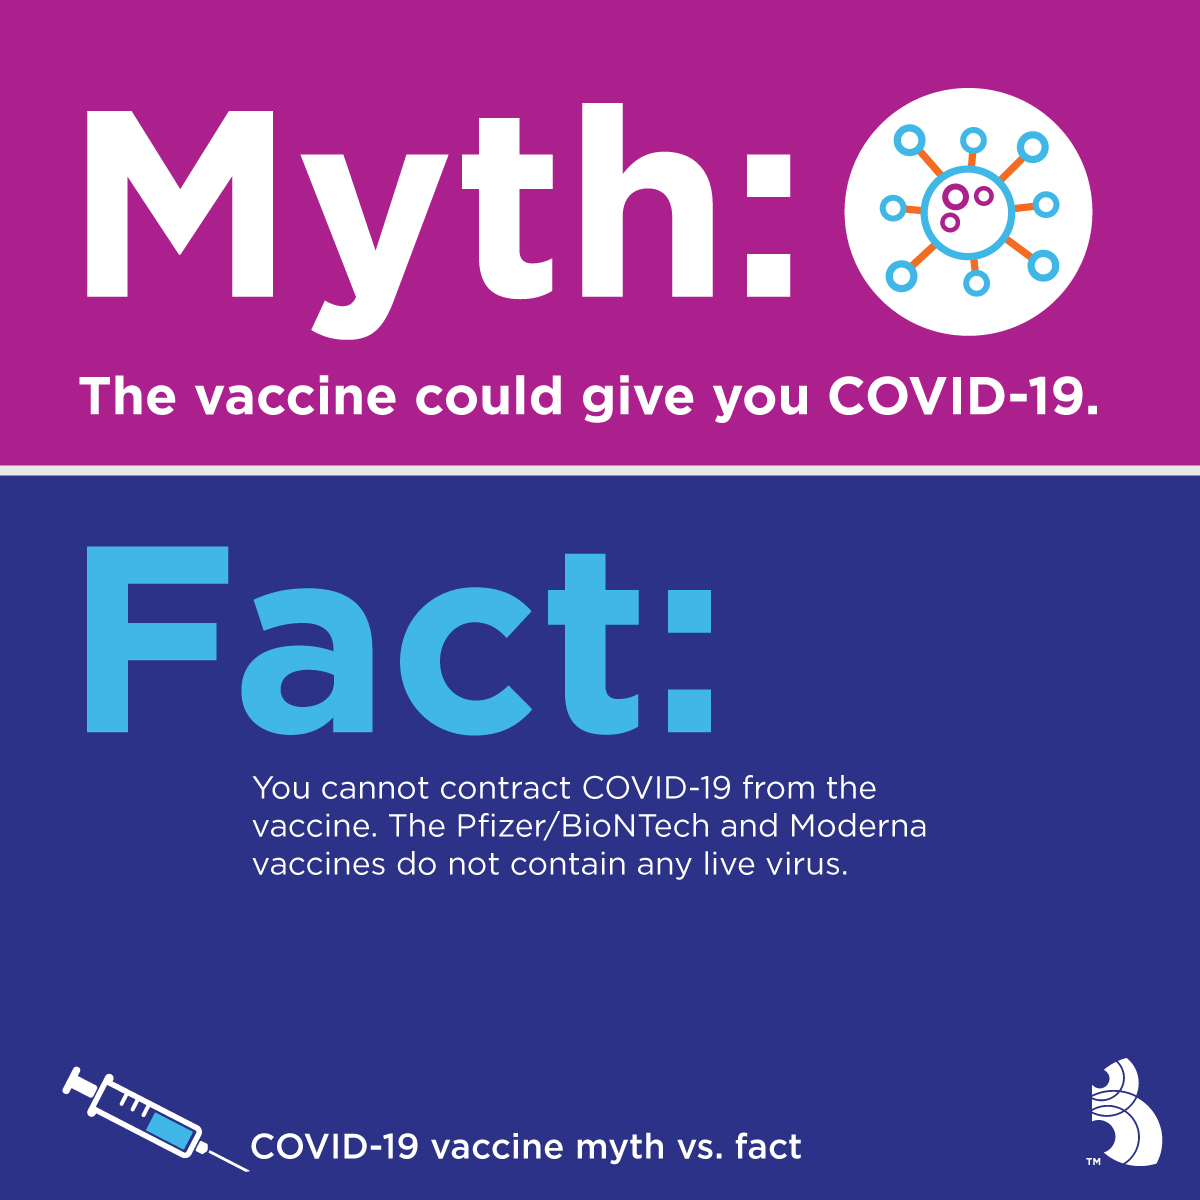 Myth:
The vaccine could give you COVID-19.
Fact:
You cannot contract COVID-19 from the
vaccine. The Pfizer/BioNTech and Moderna
vaccines do not contain any live virus.
COVID-19 vaccine myth vs. fact
TM